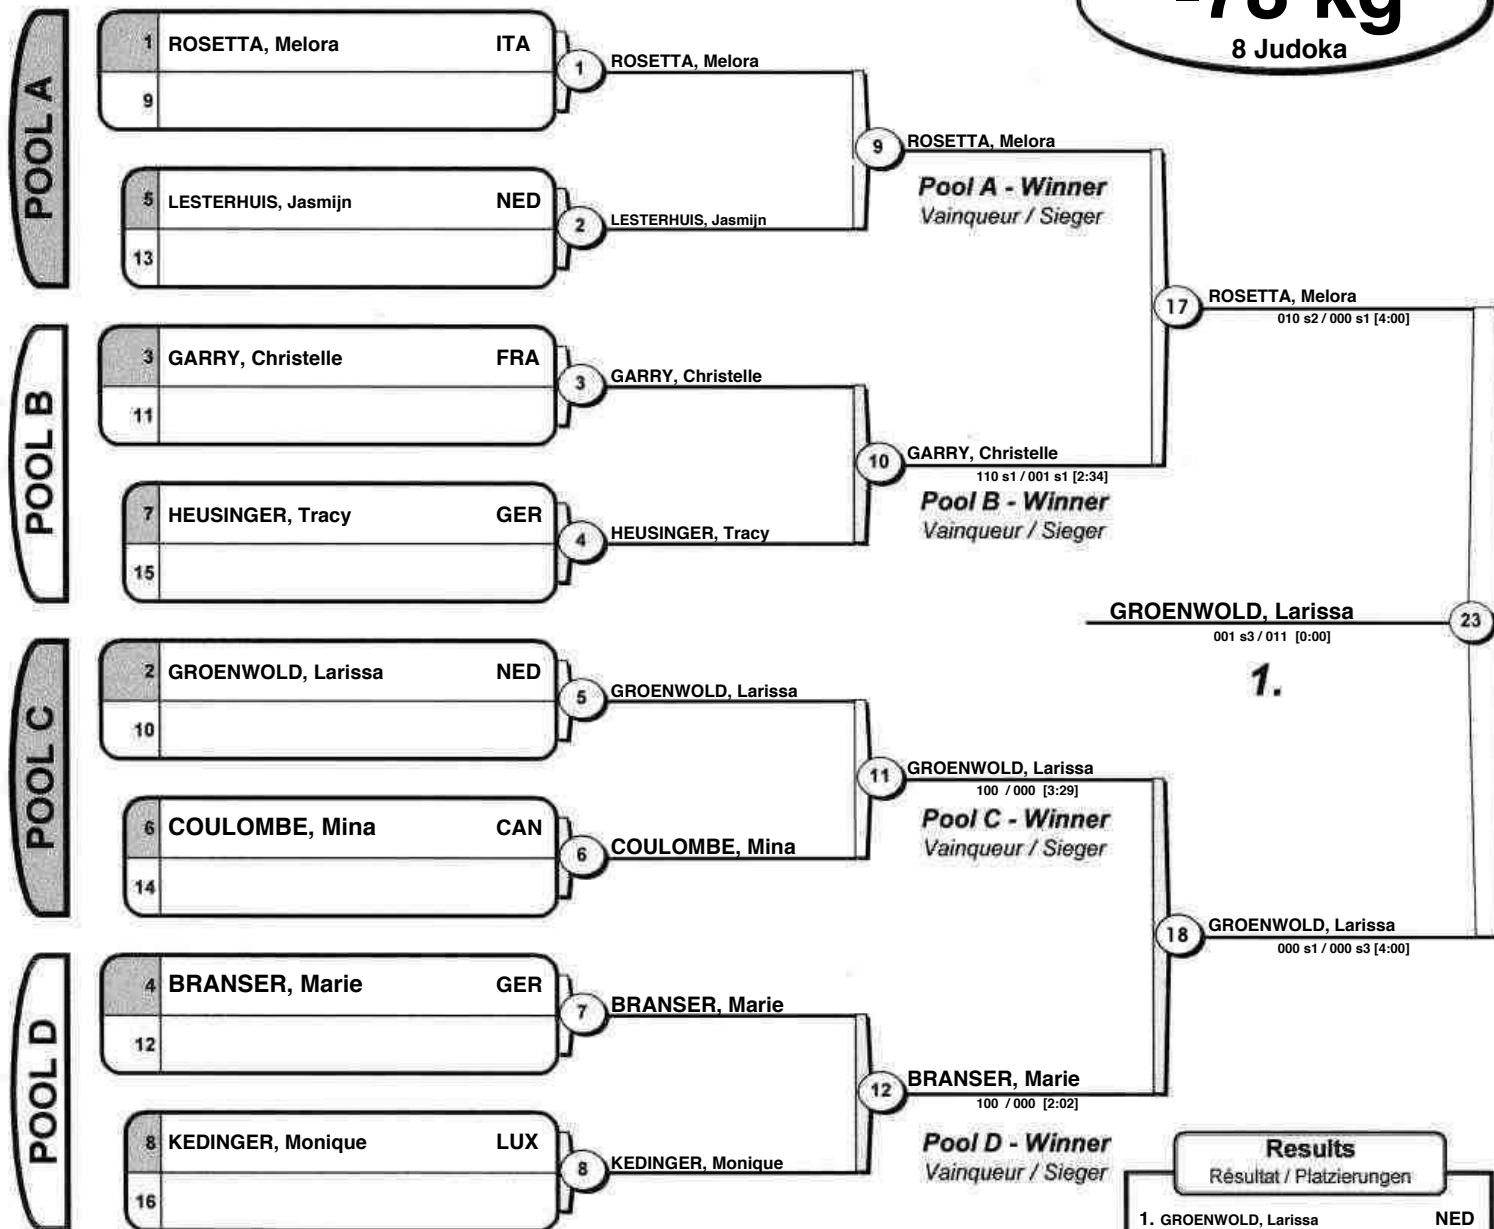 -78 kg
8 Judoka
POOL A
1 ROSETTA, Melora ITA
9
5 LESTERHUIS, Jasmijn NED
13
1 ROSETTA, Melora
2 LESTERHUIS, Jasmijn
9 ROSETTA, Melora
Pool A - Winner
Vainqueur / Sieger
POOL B
3 GARRY, Christelle FRA
11
7 HEUSINGER, Tracy GER
15
3 GARRY, Christelle
4 HEUSINGER, Tracy
10 GARRY, Christelle
110 s1 / 001 s1 [2:34]
Pool B - Winner
Vainqueur / Sieger
17 ROSETTA, Melora
010 s2 / 000 s1 [4:00]
POOL C
2 GROENWOLD, Larissa NED
10
6 COULOMBE, Mina CAN
14
5 GROENWOLD, Larissa
6 COULOMBE, Mina
11 GROENWOLD, Larissa
100 / 000 [3:29]
Pool C - Winner
Vainqueur / Sieger
POOL D
4 BRANSER, Marie GER
12
8 KEDINGER, Monique LUX
16
7 BRANSER, Marie
8 KEDINGER, Monique
12 BRANSER, Marie
100 / 000 [2:02]
Pool D - Winner
Vainqueur / Sieger
18 GROENWOLD, Larissa
000 s1 / 000 s3 [4:00]
GROENWOLD, Larissa 23
001 s3 / 011 [0:00]
1.
Results
Résultat / Platzierungen
1. GROENWOLD, Larissa NED